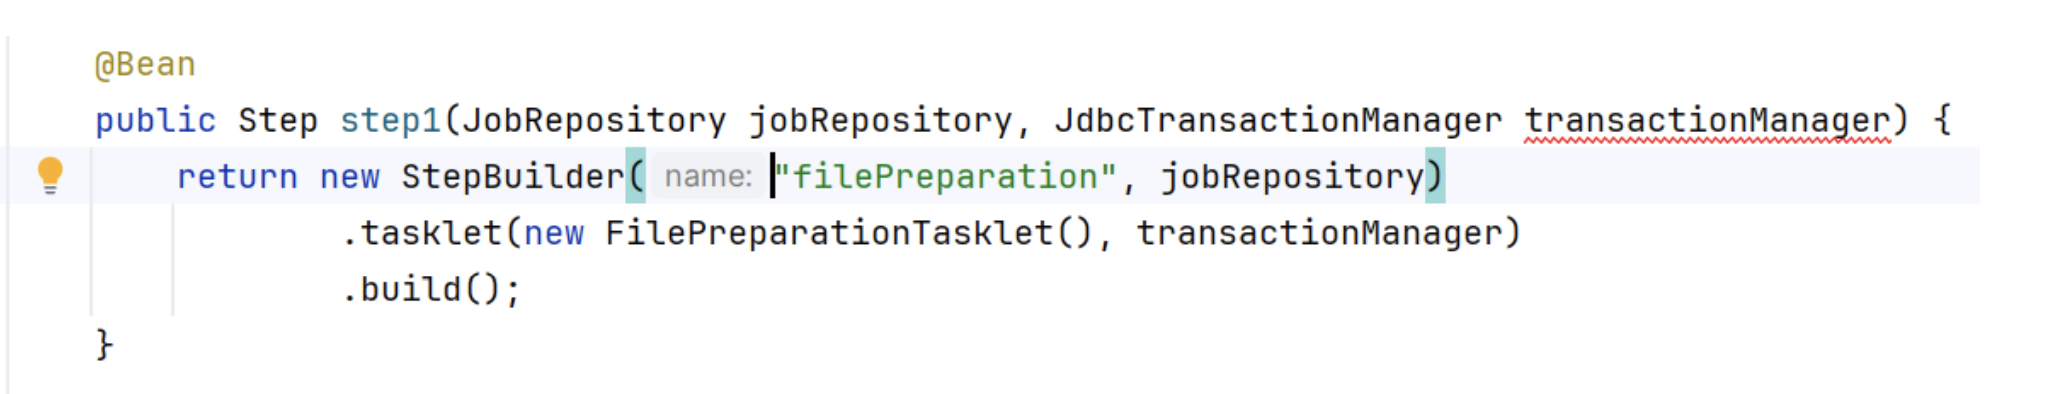 @Bean
public Step step1(JobRepository jobRepository, JdbcTransactionManager transactionManager) {
return new StepBuilder( name: "filePreparation", jobRepository)
.tasklet(new FilePreparationTasklet(), transactionManager)
.build();
}